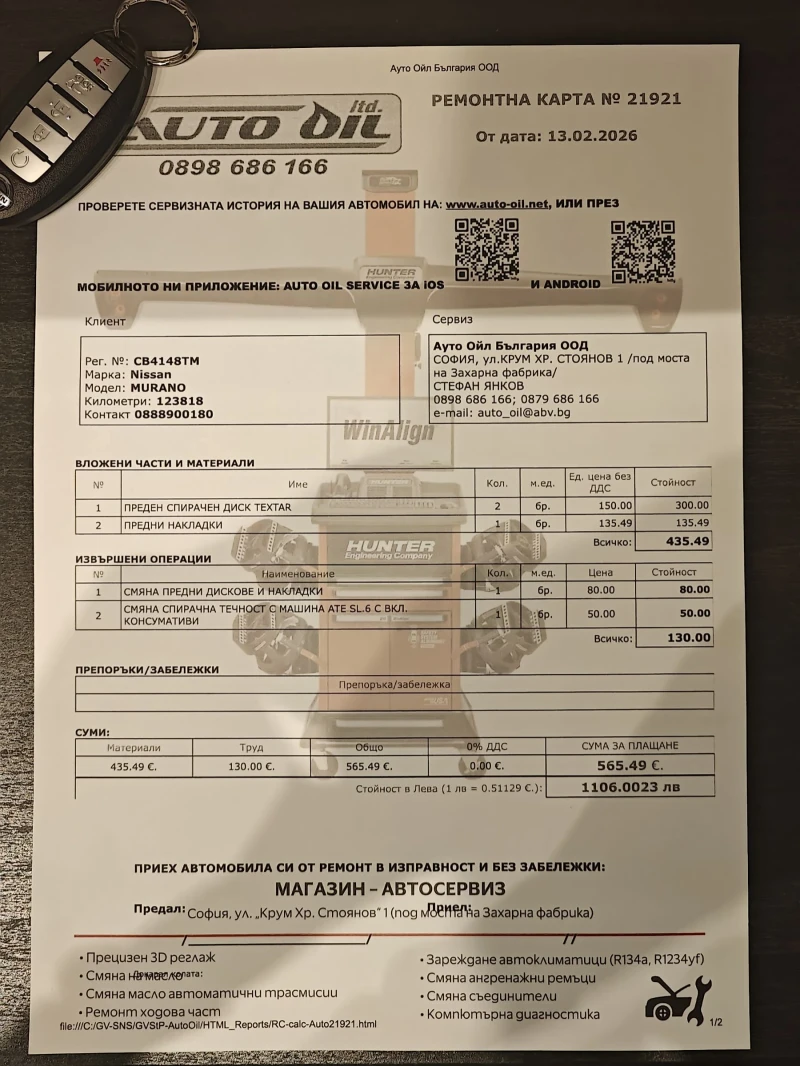 Ауто Ойл България ООД
AUTO OIL ltd.
0898 686 166
РЕМОНТНА КАРТА № 21921
От дата: 13.02.2026
ПРОВЕРЕТЕ СЕРВИЗНАТА ИСТОРИЯ НА ВАШИЯ АВТОМОБИЛ НА: www.auto-oil.net, ИЛИ ПРЕЗ
HUNTER
Engineering Company
МОБИЛНОТО НИ ПРИЛОЖЕНИЕ: AUTO OIL SERVICE ЗА iOS И ANDROID
Клиент
Рег. №: CB4148TM
Марка: Nissan
Модел: MURANO
Километри: 123818
Контакт 0888900180
Сервиз
Ауто Ойл България ООД
СОФИЯ, ул.КРУМ ХР. СТОЯНОВ 1 /под моста
на Захарна фабрика/
СТЕФАН ЯНКОВ
0898 686 166; 0879 686 166
e-mail: auto_oil@abv.bg
WinAlign
ВЛОЖЕНИ ЧАСТИ И МАТЕРИАЛИ
№ Име Кол. м.ед. Ед. цена без ДДС Стойност
1 ПРЕДЕН СПИРАЧЕН ДИСК TEXTAR 2 бр. 150.00 300.00
2 ПРЕДНИ НАКЛАДКИ 1 бр. 135.49 135.49
Всичко: 435.49
HUNTER
Engineering Company
ИЗВЪРШЕНИ ОПЕРАЦИИ
№ Наименование Кол. м.ед. Цена Стойност
1 СМЯНА ПРЕДНИ ДИСКОВЕ И НАКЛАДКИ 1 бр. 80.00 80.00
2 СМЯНА СПИРАЧНА ТЕЧНОСТ С МАШИНА ATE SL.6 С ВКЛ. КОНСУМАТИВИ 1 бр. 50.00 50.00
Всичко: 130.00
ПРЕПОРЪКИ/ЗАБЕЛЕЖКИ
Препоръка/забележка
СУМИ:
Материали Труд Общо 0% ДДС СУМА ЗА ПЛАЩАНЕ
435.49 €. 130.00 €. 565.49 €. 0.00 €. 565.49 €.
Стойност в Лева (1 лв = 0.51129 €.): 1106.0023 лв
ПРИЕХ АВТОМОБИЛА СИ ОТ РЕМОНТ В ИЗПРАВНОСТ И БЕЗ ЗАБЕЛЕЖКИ:
МАГАЗИН – АВТОСЕРВИЗ
Предал: Приел:
София, ул. „Крум Хр. Стоянов" 1 (под моста на Захарна фабрика)
• Прецизен 3D реглаж
• Смяна на масло
• Смяна масло автоматични трасмисии
• Ремонт ходова част
• Зареждане автоклиматици (R134a, R1234yf)
• Смяна ангренажни ремъци
• Смяна съединители
• Компютърна диагностика
file:///C:/GV-SNS/GVStP-AutoOil/HTML_Reports/RC-calc-Auto21921.html
1/2